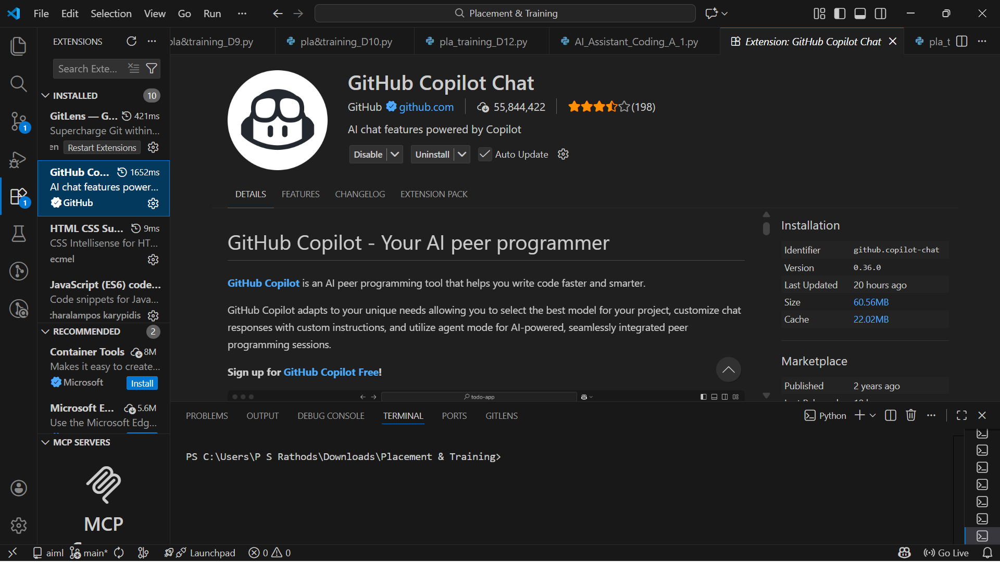 File Edit Selection View Go Run ··· Placement & Training
EXTENSIONS
pla&training_D9.py pla&training_D10.py pla_training_D12.py AI_Assistant_Coding_A_1.py Extension: GitHub Copilot Chat pla_t
Search Exte...
INSTALLED 10
GitLens — G... 421ms
Supercharge Git within...
en Restart Extensions
GitHub Co... 1652ms
AI chat features power...
GitHub
HTML CSS Su... 9ms
CSS Intellisense for HT...
ecmel
JavaScript (ES6) code...
Code snippets for Java...
charalampos karypidis
RECOMMENDED 2
Container Tools 8M
Makes it easy to create...
Microsoft Install
Microsoft E... 5.6M
Use the Microsoft Edg...
MCP SERVERS
MCP
1
1
GitHub Copilot Chat
GitHub github.com 55,844,422 (198)
AI chat features powered by Copilot
Disable Uninstall Auto Update
DETAILS FEATURES CHANGELOG EXTENSION PACK
GitHub Copilot - Your AI peer programmer
GitHub Copilot is an AI peer programming tool that helps you write code faster and smarter.
GitHub Copilot adapts to your unique needs allowing you to select the best model for your project, customize chat
responses with custom instructions, and utilize agent mode for AI-powered, seamlessly integrated peer
programming sessions.
Sign up for GitHub Copilot Free!
todo-app
Installation
Identifier github.copilot-chat
Version 0.36.0
Last Updated 20 hours ago
Size 60.56MB
Cache 22.02MB
Marketplace
Published 2 years ago
PROBLEMS OUTPUT DEBUG CONSOLE TERMINAL PORTS GITLENS Python
PS C:\Users\P S Rathods\Downloads\Placement & Training>
aiml main* Launchpad 0 0 Go Live